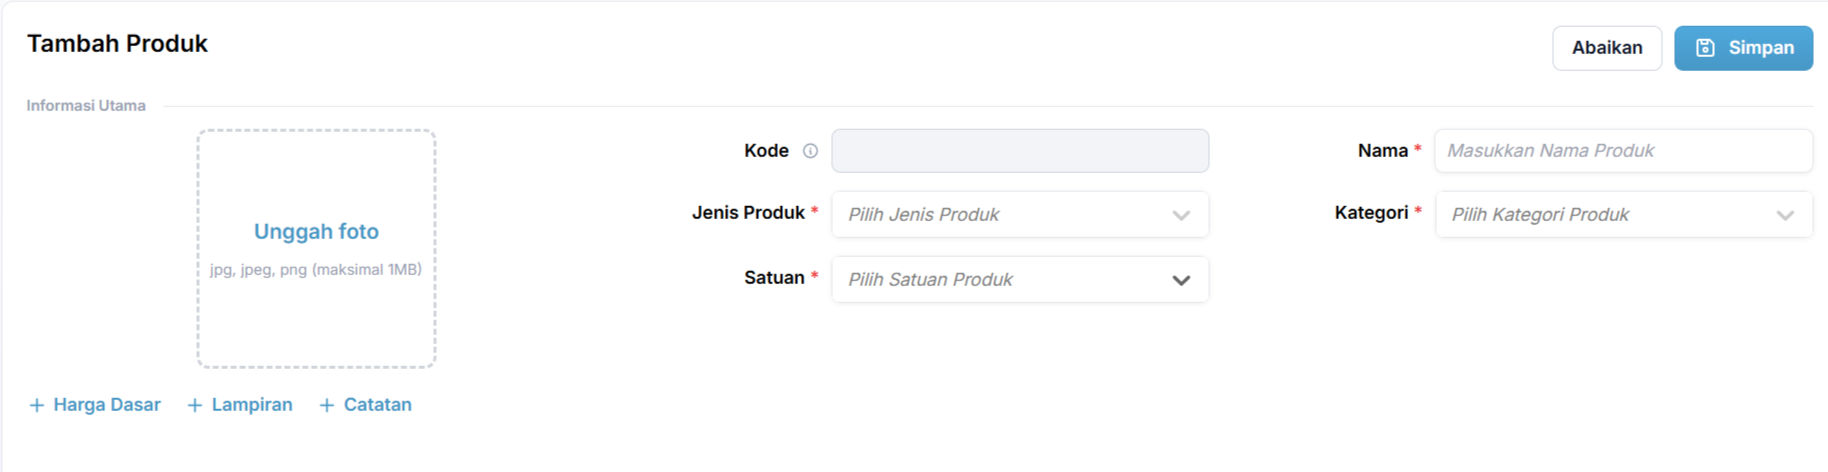 Tambah Produk
Abaikan
Simpan
Informasi Utama
Unggah foto
jpg, jpeg, png (maksimal 1MB)
Kode
Nama * Masukkan Nama Produk
Jenis Produk * Pilih Jenis Produk
Kategori * Pilih Kategori Produk
Satuan * Pilih Satuan Produk
+ Harga Dasar + Lampiran + Catatan